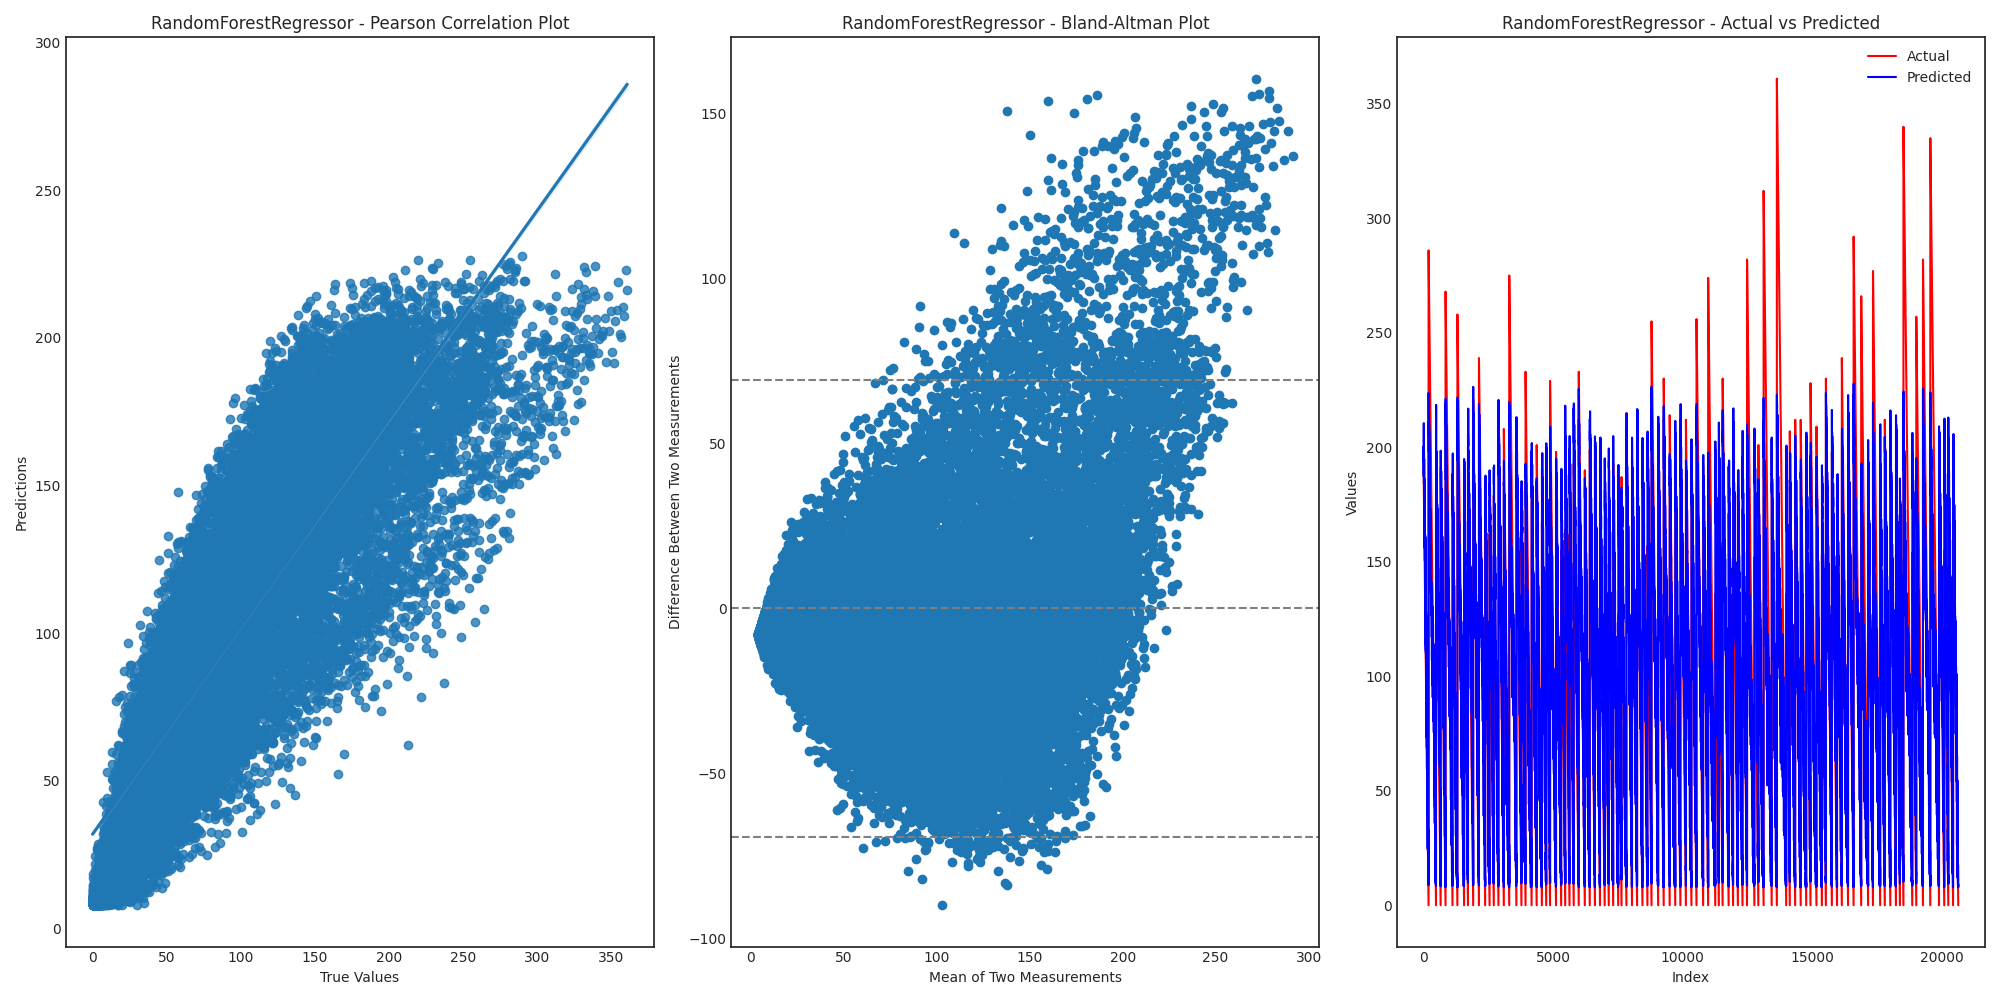 RandomForestRegressor - Pearson Correlation Plot
300
250
200
150
100
50
0
0 50 100 150 200 250 300 350
Predictions
True Values
RandomForestRegressor - Bland-Altman Plot
150
100
50
0
−50
−100
0 50 100 150 200 250 300
Difference Between Two Measurements
Mean of Two Measurements
RandomForestRegressor - Actual vs Predicted
Actual
Predicted
350
300
250
200
150
100
50
0
0 5000 10000 15000 20000
Values
Index